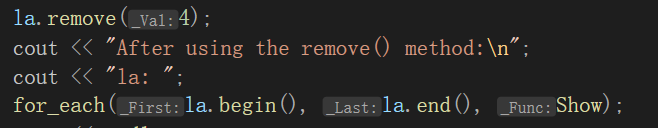 la.remove(_Val:4);
cout << "After using the remove() method:\n";
cout << "la: ";
for_each(_First:la.begin(), _Last:la.end(), _Func:Show);